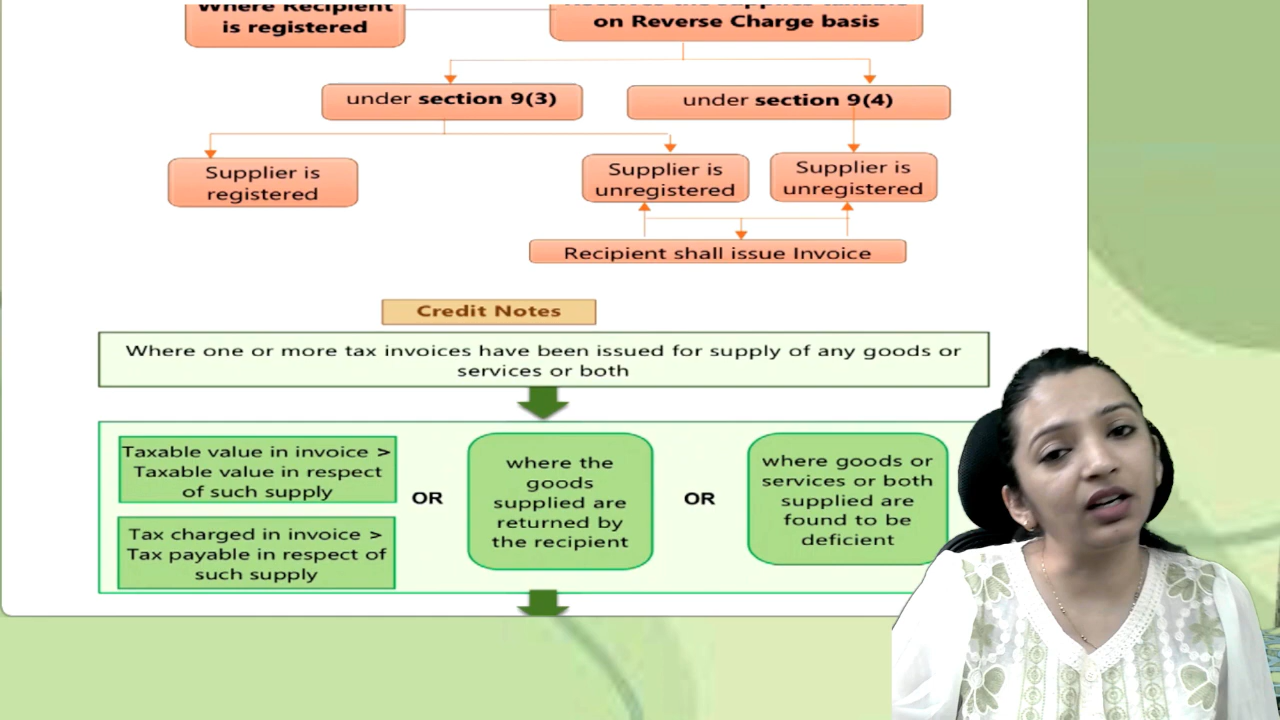 Where Recipient
is registered
Receives the supplies taxable
on Reverse Charge basis
under section 9(3)
under section 9(4)
Supplier is
registered
Supplier is
unregistered
Supplier is
unregistered
Recipient shall issue Invoice
Credit Notes
Where one or more tax invoices have been issued for supply of any goods or
services or both
Taxable value in invoice >
Taxable value in respect
of such supply
Tax charged in invoice >
Tax payable in respect of
such supply
OR
where the
goods
supplied are
returned by
the recipient
OR
where goods or
services or both
supplied are
found to be
deficient